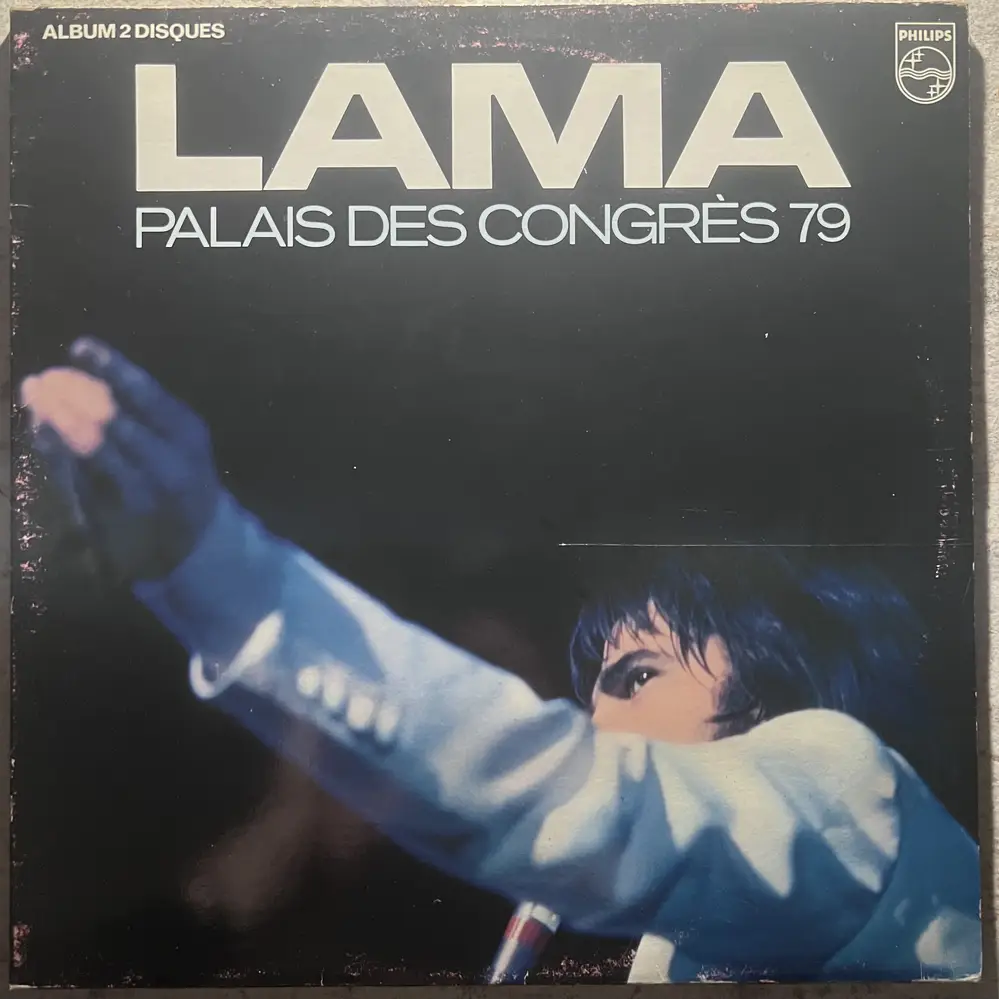 ALBUM 2 DISQUES
PHILIPS
LAMA
PALAIS DES CONGRÈS 79